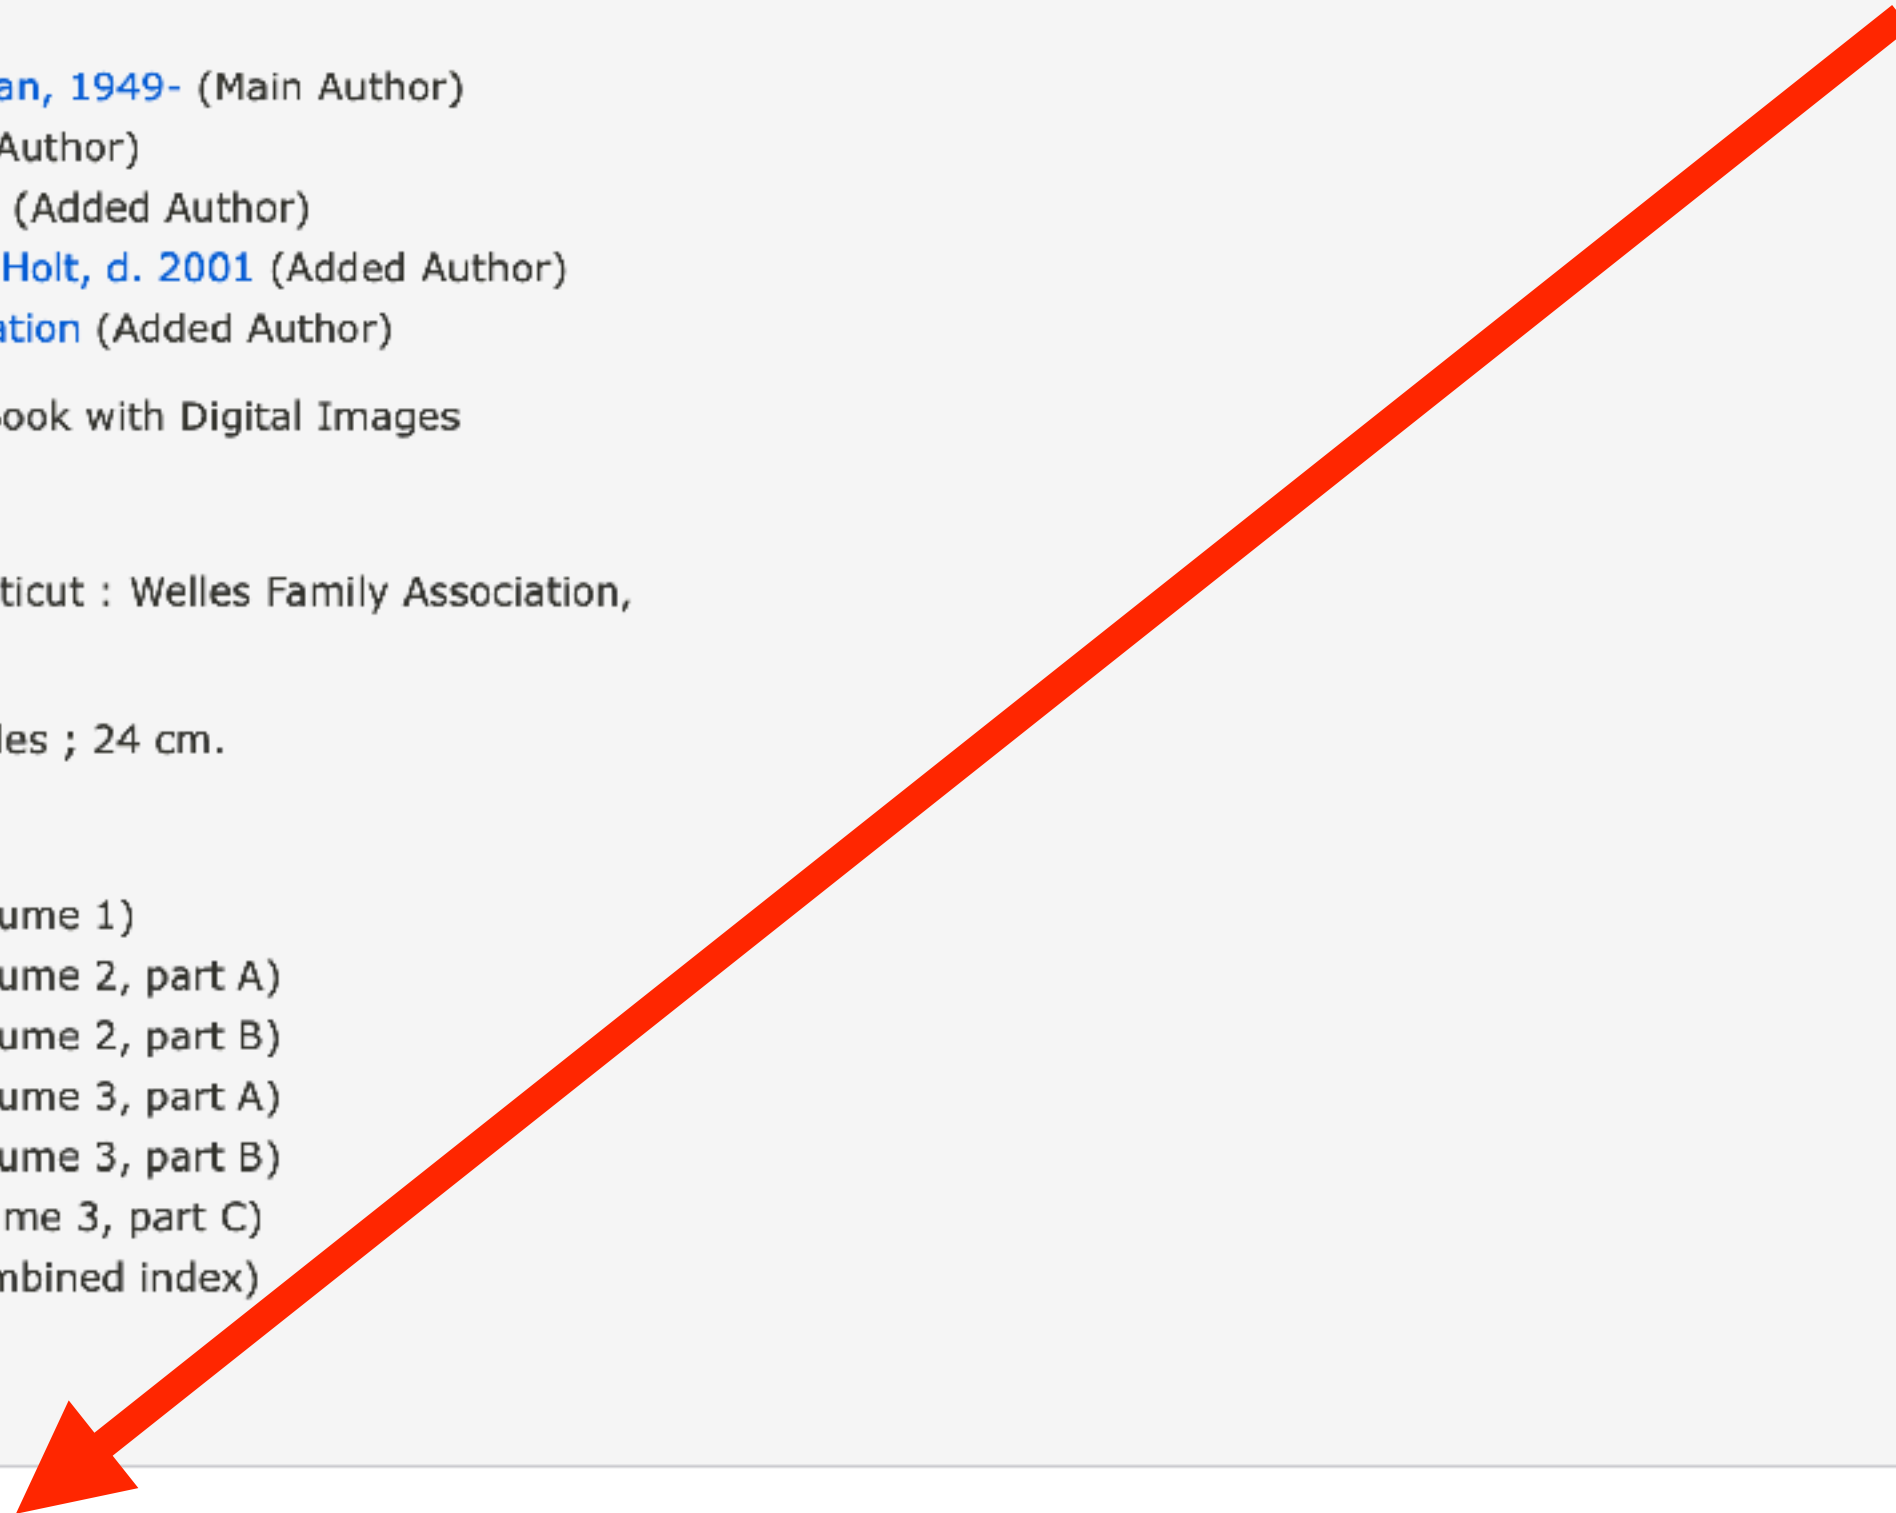 an, 1949- (Main Author)
Author)
(Added Author)
Holt, d. 2001 (Added Author)
ation (Added Author)
ook with Digital Images
ticut : Welles Family Association,
les ; 24 cm.
ume 1)
ume 2, part A)
ume 2, part B)
ume 3, part A)
ume 3, part B)
me 3, part C)
mbined index)